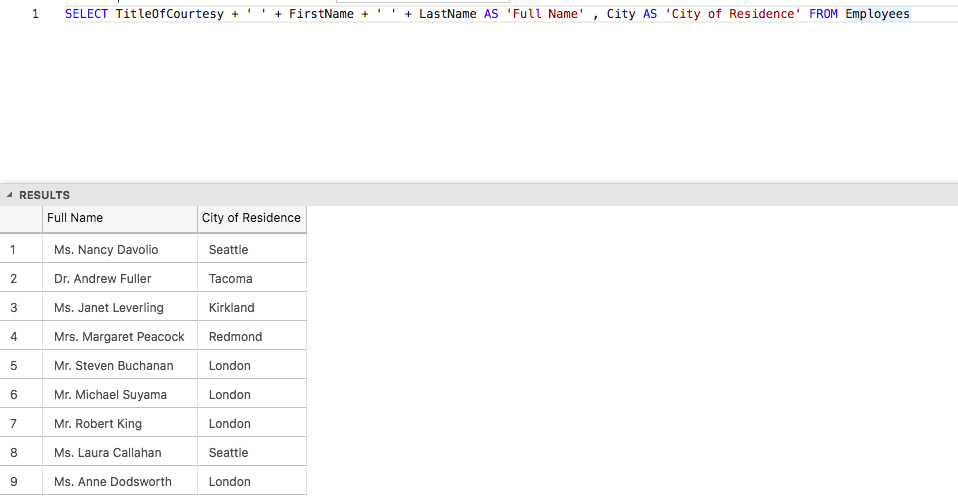 1 SELECT TitleOfCourtesy + ' ' + FirstName + ' ' + LastName AS 'Full Name' , City AS 'City of Residence' FROM Employees
RESULTS
Full Name City of Residence
1 Ms. Nancy Davolio Seattle
2 Dr. Andrew Fuller Tacoma
3 Ms. Janet Leverling Kirkland
4 Mrs. Margaret Peacock Redmond
5 Mr. Steven Buchanan London
6 Mr. Michael Suyama London
7 Mr. Robert King London
8 Ms. Laura Callahan Seattle
9 Ms. Anne Dodsworth London